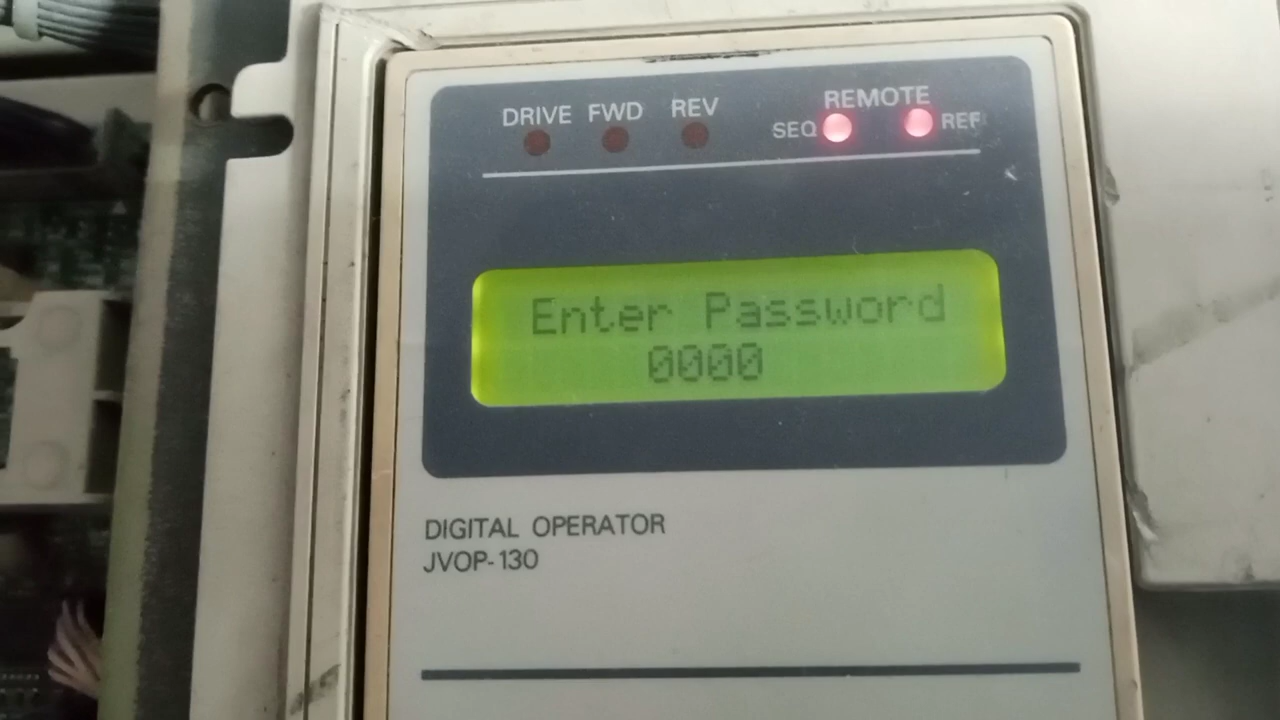 DRIVE FWD REV
REMOTE
SEQ REF
Enter Password
0000
DIGITAL OPERATOR
JVOP-130